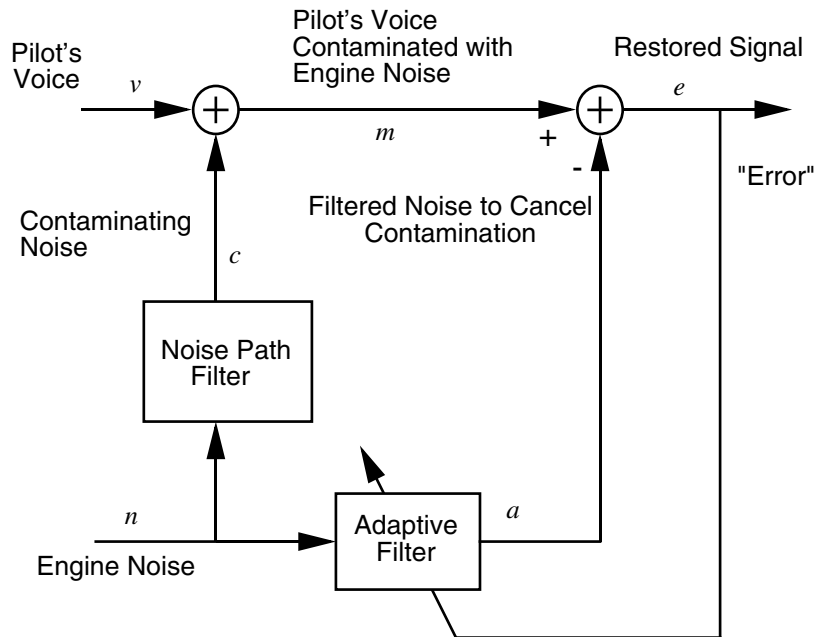 Pilot's
Voice
v
Pilot's Voice
Contaminated with
Engine Noise
m
Restored Signal
e
"Error"
+
+
+
-
Contaminating
Noise
c
Filtered Noise to Cancel
Contamination
Noise Path
Filter
n
Engine Noise
Adaptive
Filter
a